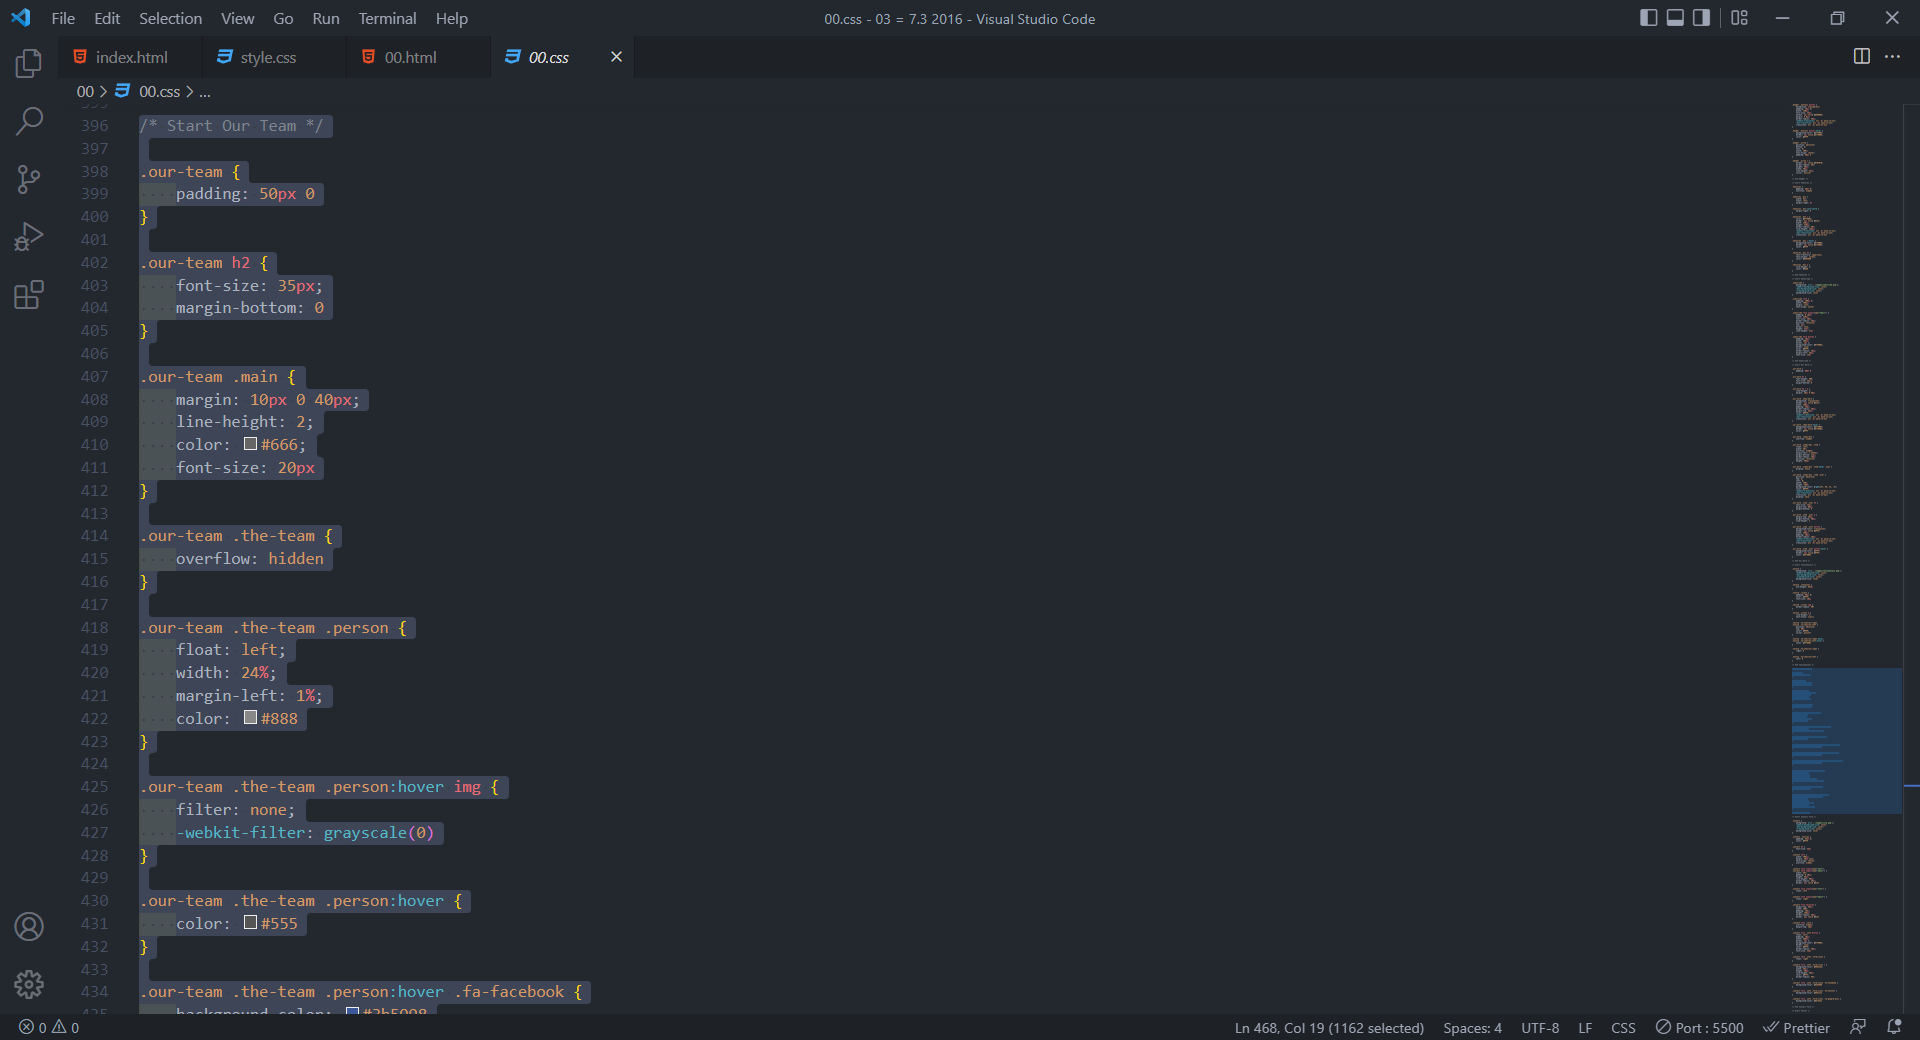 File Edit Selection View Go Run Terminal Help
00.css - 03 = 7.3 2016 - Visual Studio Code
index.html style.css 00.html 00.css
00 > 00.css > ...
396 /* Start Our Team */
397
398 .our-team {
399 padding: 50px 0
400 }
401
402 .our-team h2 {
403 font-size: 35px;
404 margin-bottom: 0
405 }
406
407 .our-team .main {
408 margin: 10px 0 40px;
409 line-height: 2;
410 color: #666;
411 font-size: 20px
412 }
413
414 .our-team .the-team {
415 overflow: hidden
416 }
417
418 .our-team .the-team .person {
419 float: left;
420 width: 24%;
421 margin-left: 1%;
422 color: #888
423 }
424
425 .our-team .the-team .person:hover img {
426 filter: none;
427 -webkit-filter: grayscale(0)
428 }
429
430 .our-team .the-team .person:hover {
431 color: #555
432 }
433
434 .our-team .the-team .person:hover .fa-facebook {
435 background-color: #3b5998
0 0
Ln 468, Col 19 (1162 selected) Spaces: 4 UTF-8 LF CSS Port : 5500 Prettier